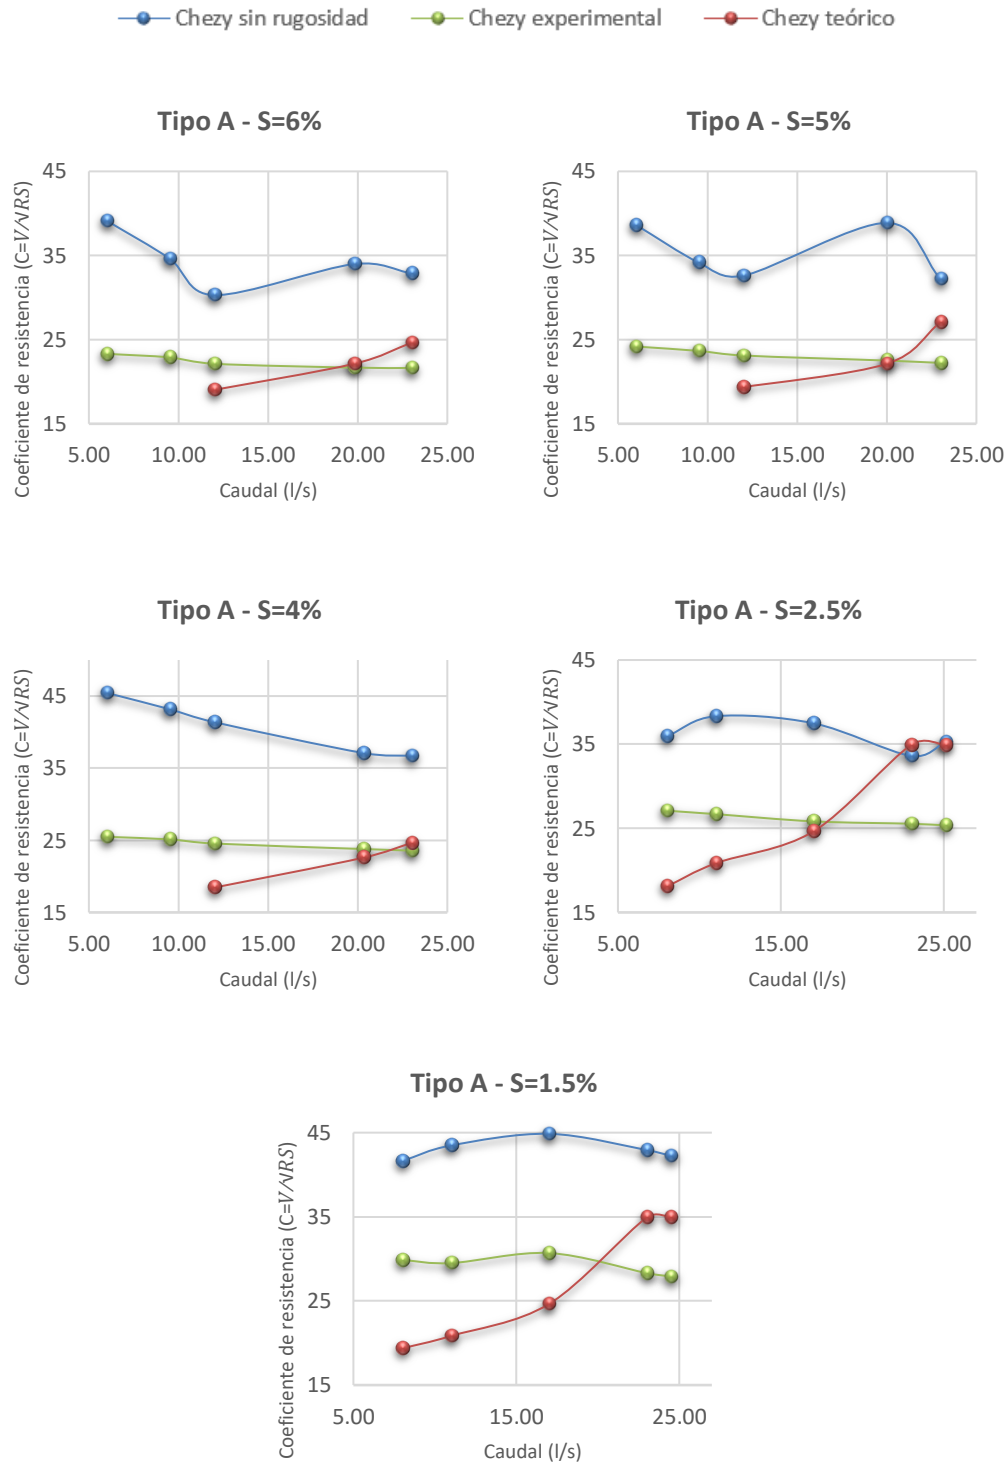 Chezy sin rugosidad Chezy experimental Chezy teórico
Tipo A - S=6%
Coeficiente de resistencia (C=V/√RS)
45
35
25
15
5.00 10.00 15.00 20.00 25.00
Caudal (l/s)
Tipo A - S=5%
Coeficiente de resistencia (C=V/√RS)
45
35
25
15
5.00 10.00 15.00 20.00 25.00
Caudal (l/s)
Tipo A - S=4%
Coeficiente de resistencia (C=V/√RS)
45
35
25
15
5.00 10.00 15.00 20.00 25.00
Caudal (l/s)
Tipo A - S=2.5%
Coeficiente de resistencia (C=V/√RS)
45
35
25
15
5.00 15.00 25.00
Caudal (l/s)
Tipo A - S=1.5%
Coeficiente de resistencia (C=V/√RS)
45
35
25
15
5.00 15.00 25.00
Caudal (l/s)